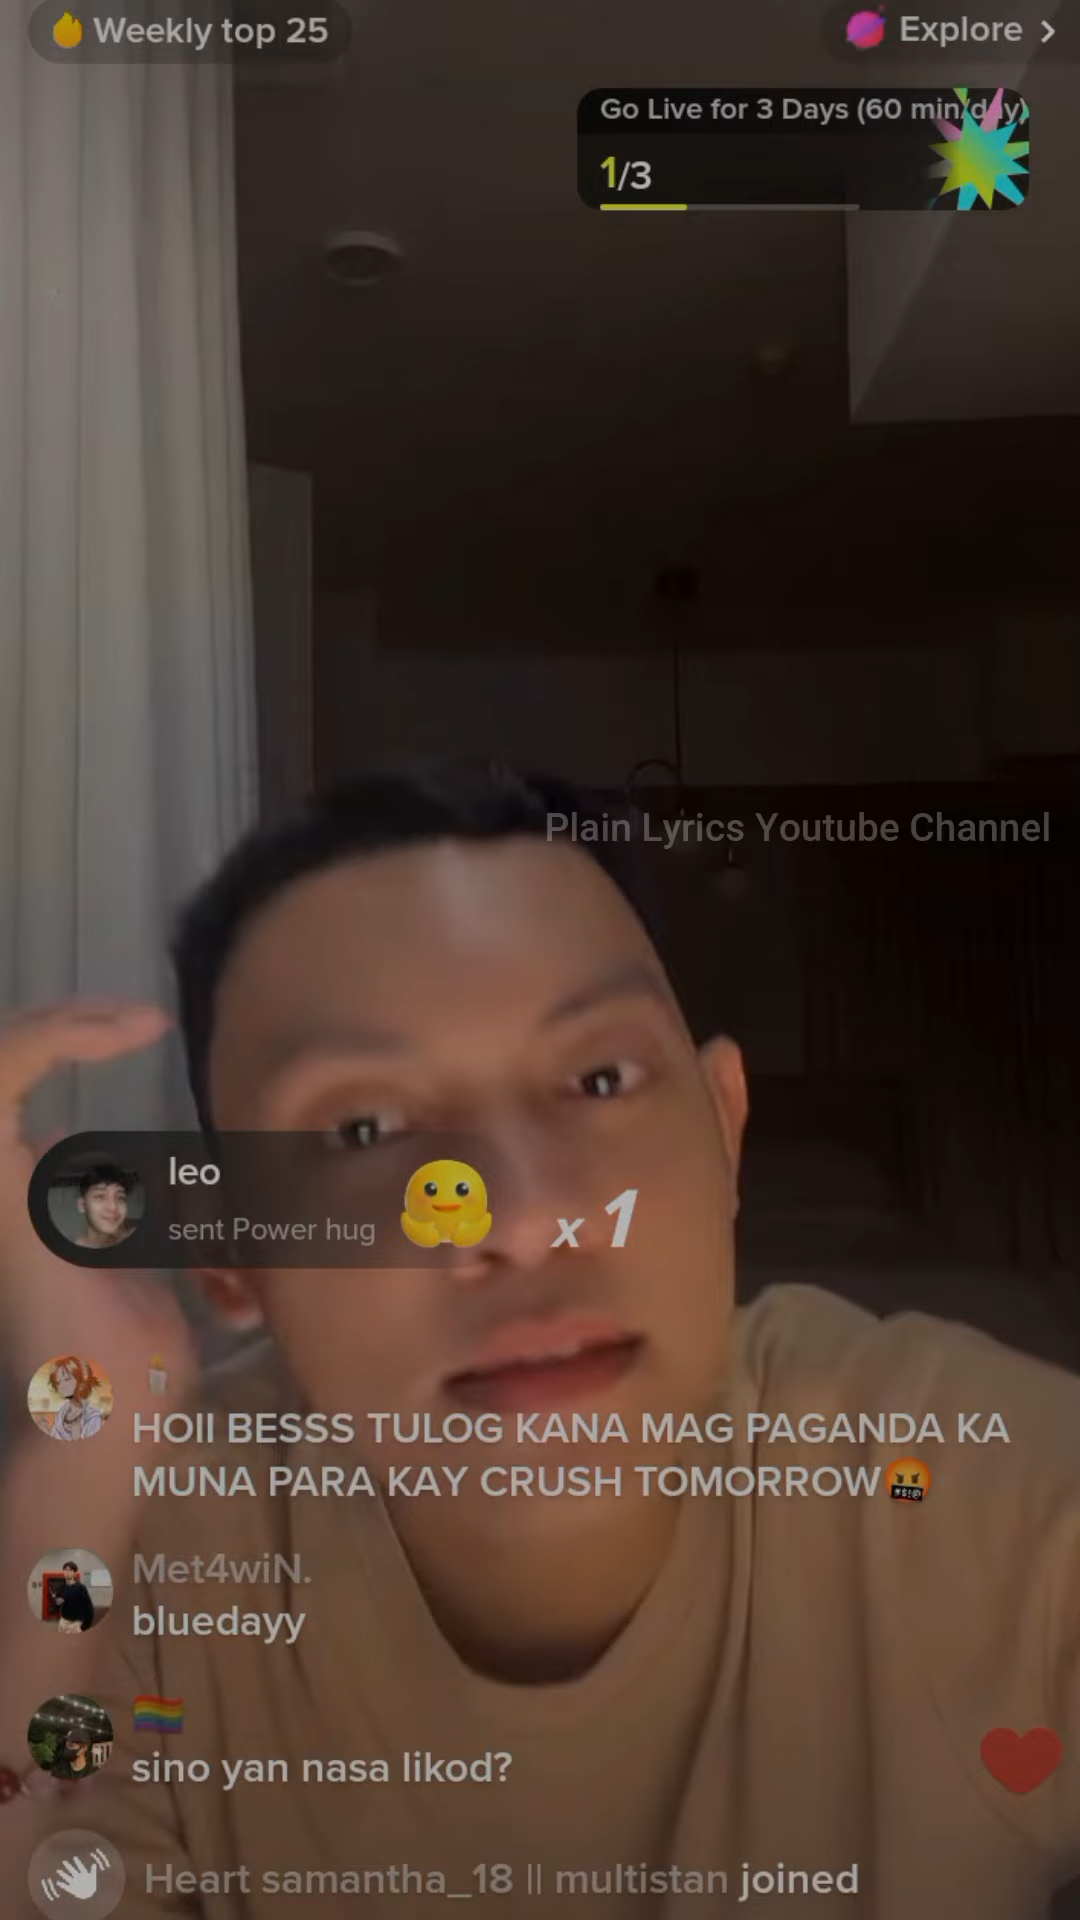 Weekly top 25
Explore >
Go Live for 3 Days (60 min/day)
1/3
Plain Lyrics Youtube Channel
leo
sent Power hug
x 1
HOII BESSS TULOG KANA MAG PAGANDA KA
MUNA PARA KAY CRUSH TOMORROW
Met4wiN.
bluedayy
sino yan nasa likod?
Heart samantha_18 || multistan joined